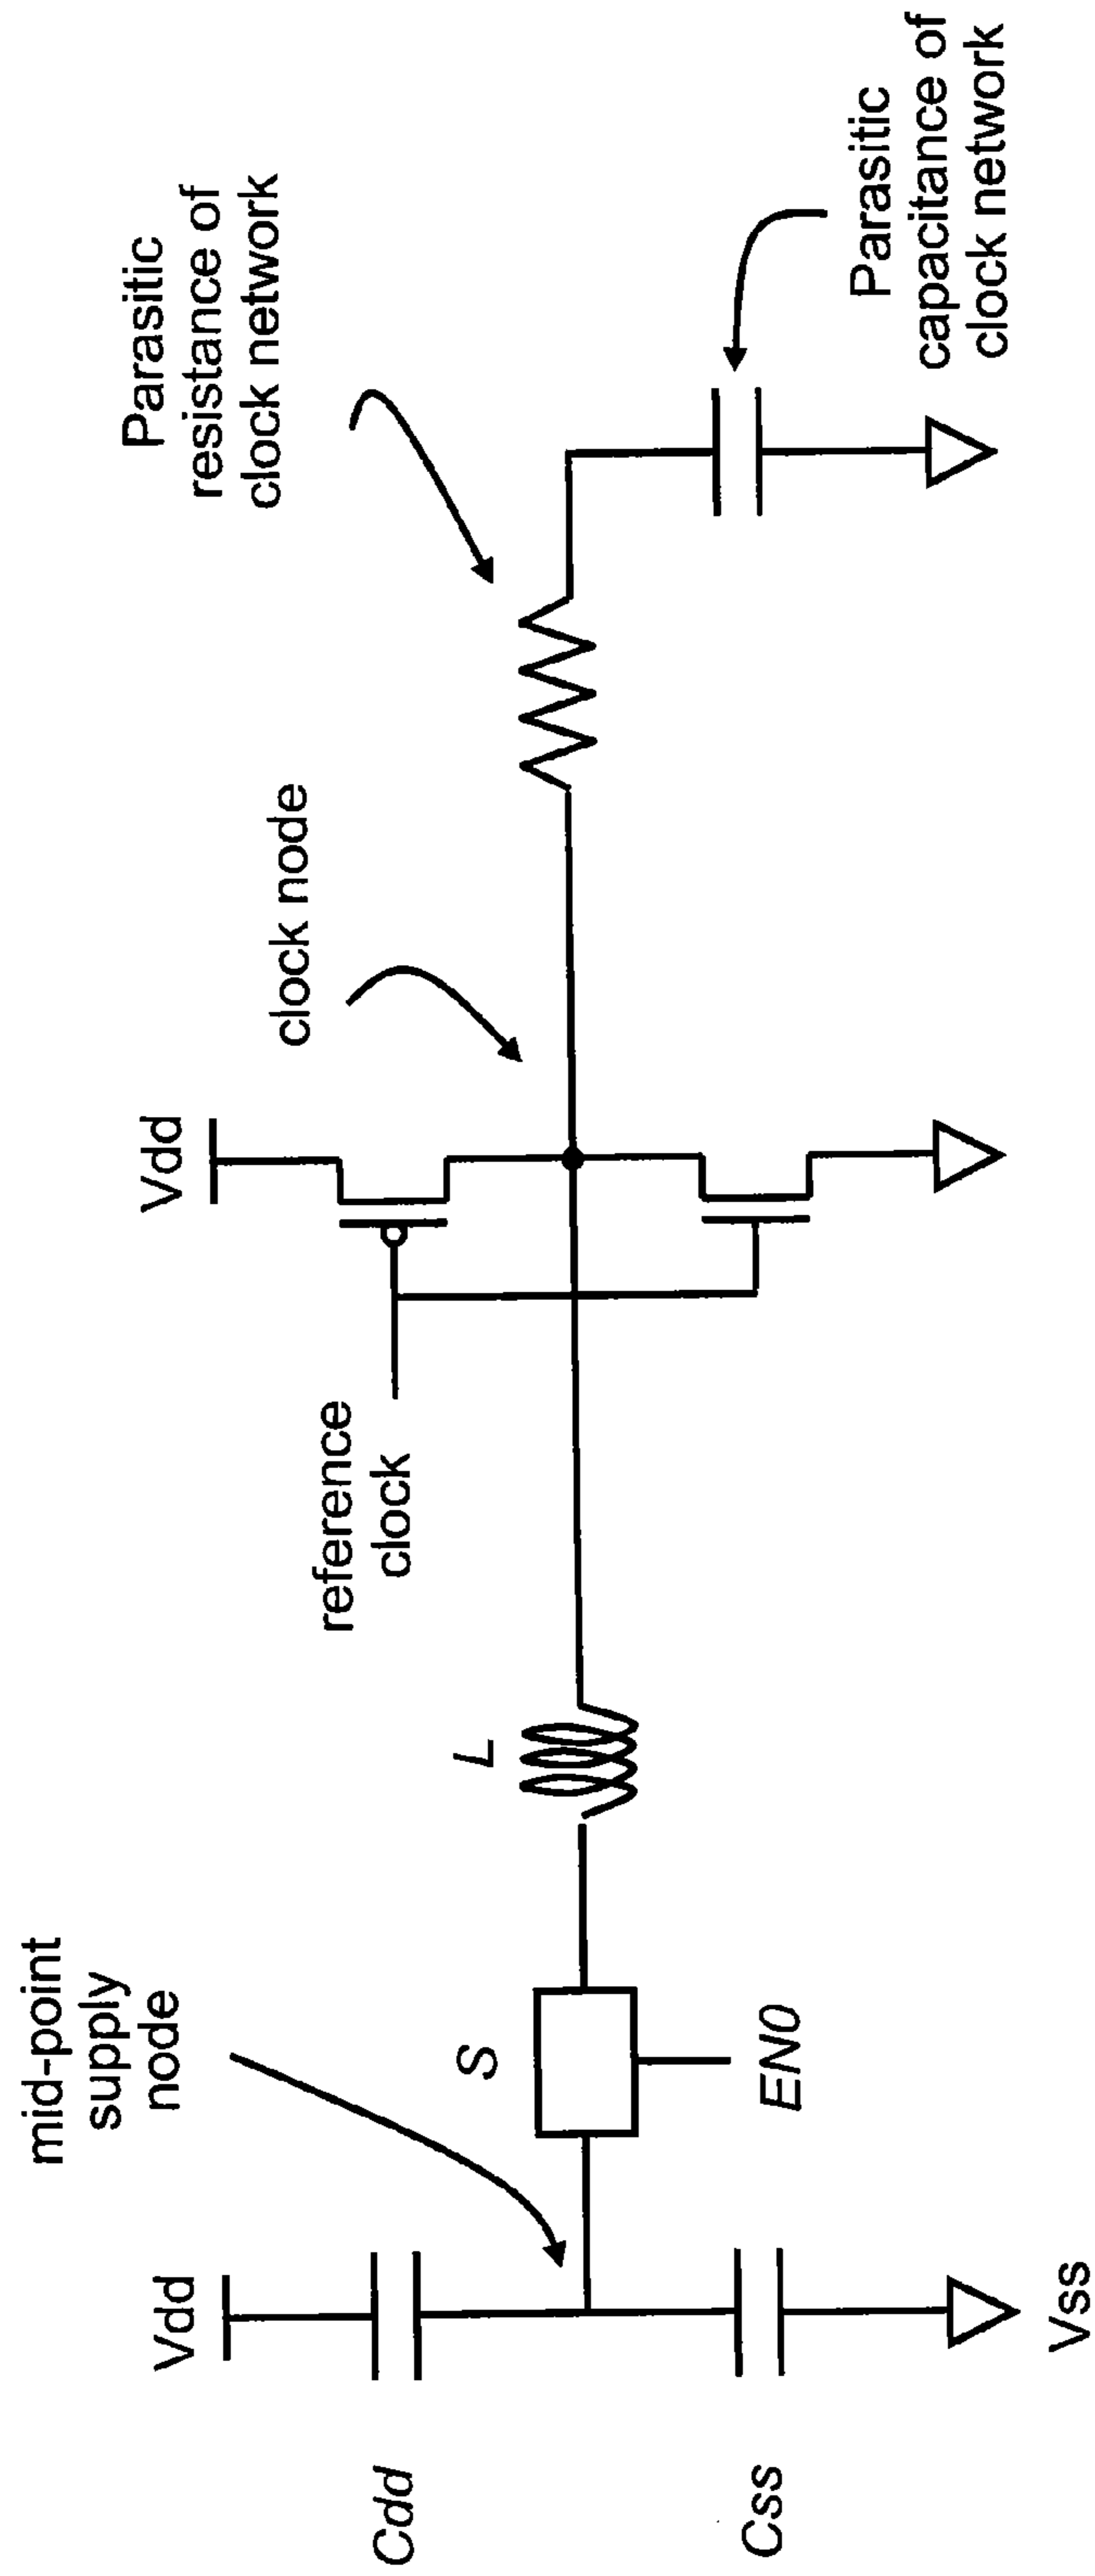 mid-point
supply
node
Vdd
Cdd
Css
Vss
S
EN0
L
reference
clock
Vdd
clock node
Parasitic
resistance of
clock network
Parasitic
capacitance of
clock network